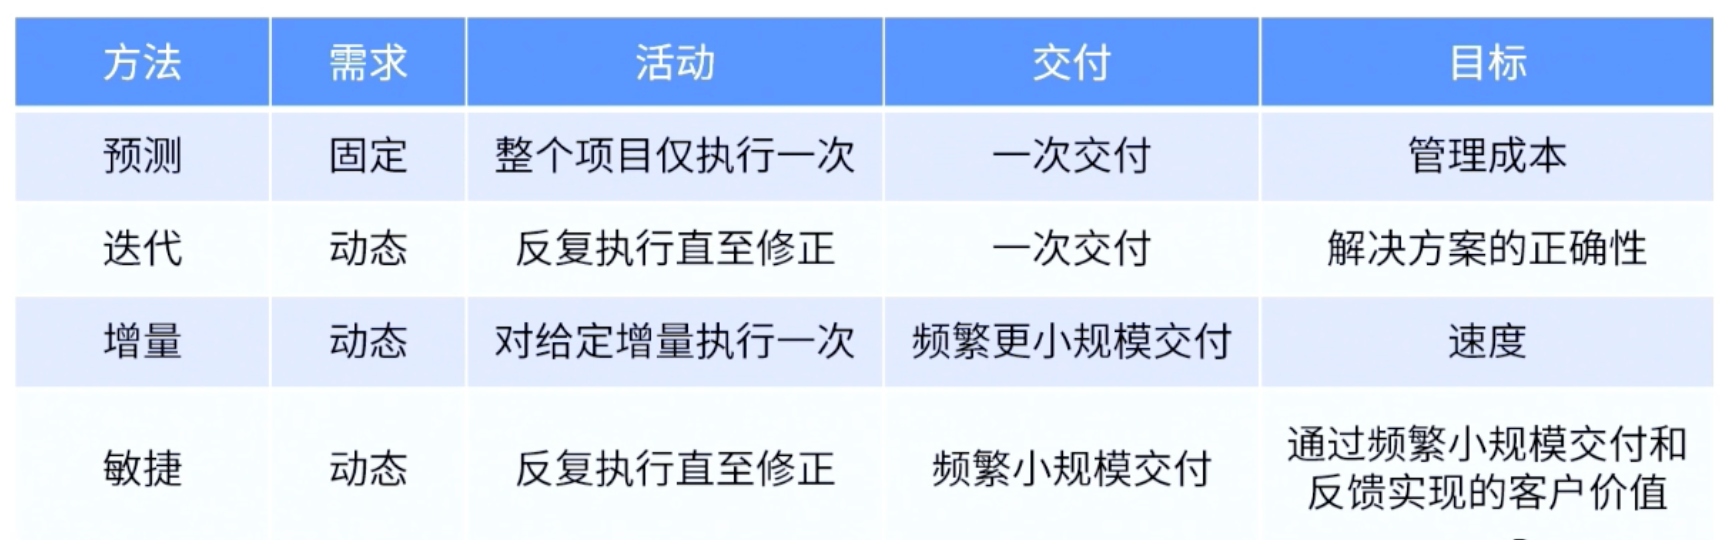 方法 需求 活动 交付 目标
预测 固定 整个项目仅执行一次 一次交付 管理成本
迭代 动态 反复执行直至修正 一次交付 解决方案的正确性
增量 动态 对给定增量执行一次 频繁更小规模交付 速度
敏捷 动态 反复执行直至修正 频繁小规模交付 通过频繁小规模交付和
反馈实现的客户价值